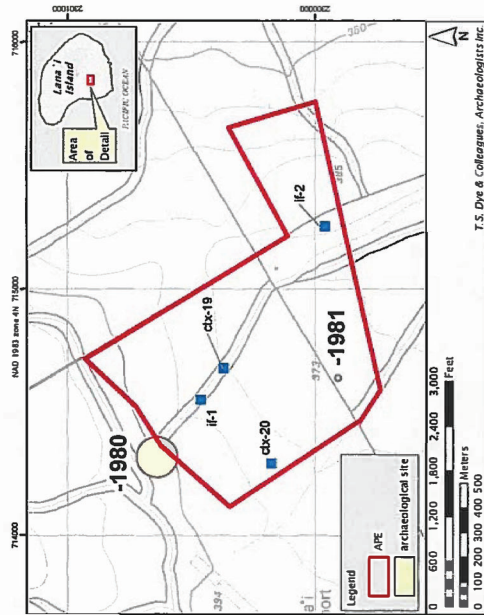 NAD 1983 zone 4N
714000
715000
716000
2301000
2300000
Lana`i
Island
PACIFIC OCEAN
Area
of
Detail
-1980
ctx-19
if-1
ctx-20
if-2
-1981
373
385
350
394
a`i
port
Legend
APE
archaeological site
0 600 1,200 1,800 2,400 3,000
Feet
0 100 200 300 400 500
Meters
N
T.S. Dye & Colleagues, Archaeologists Inc.